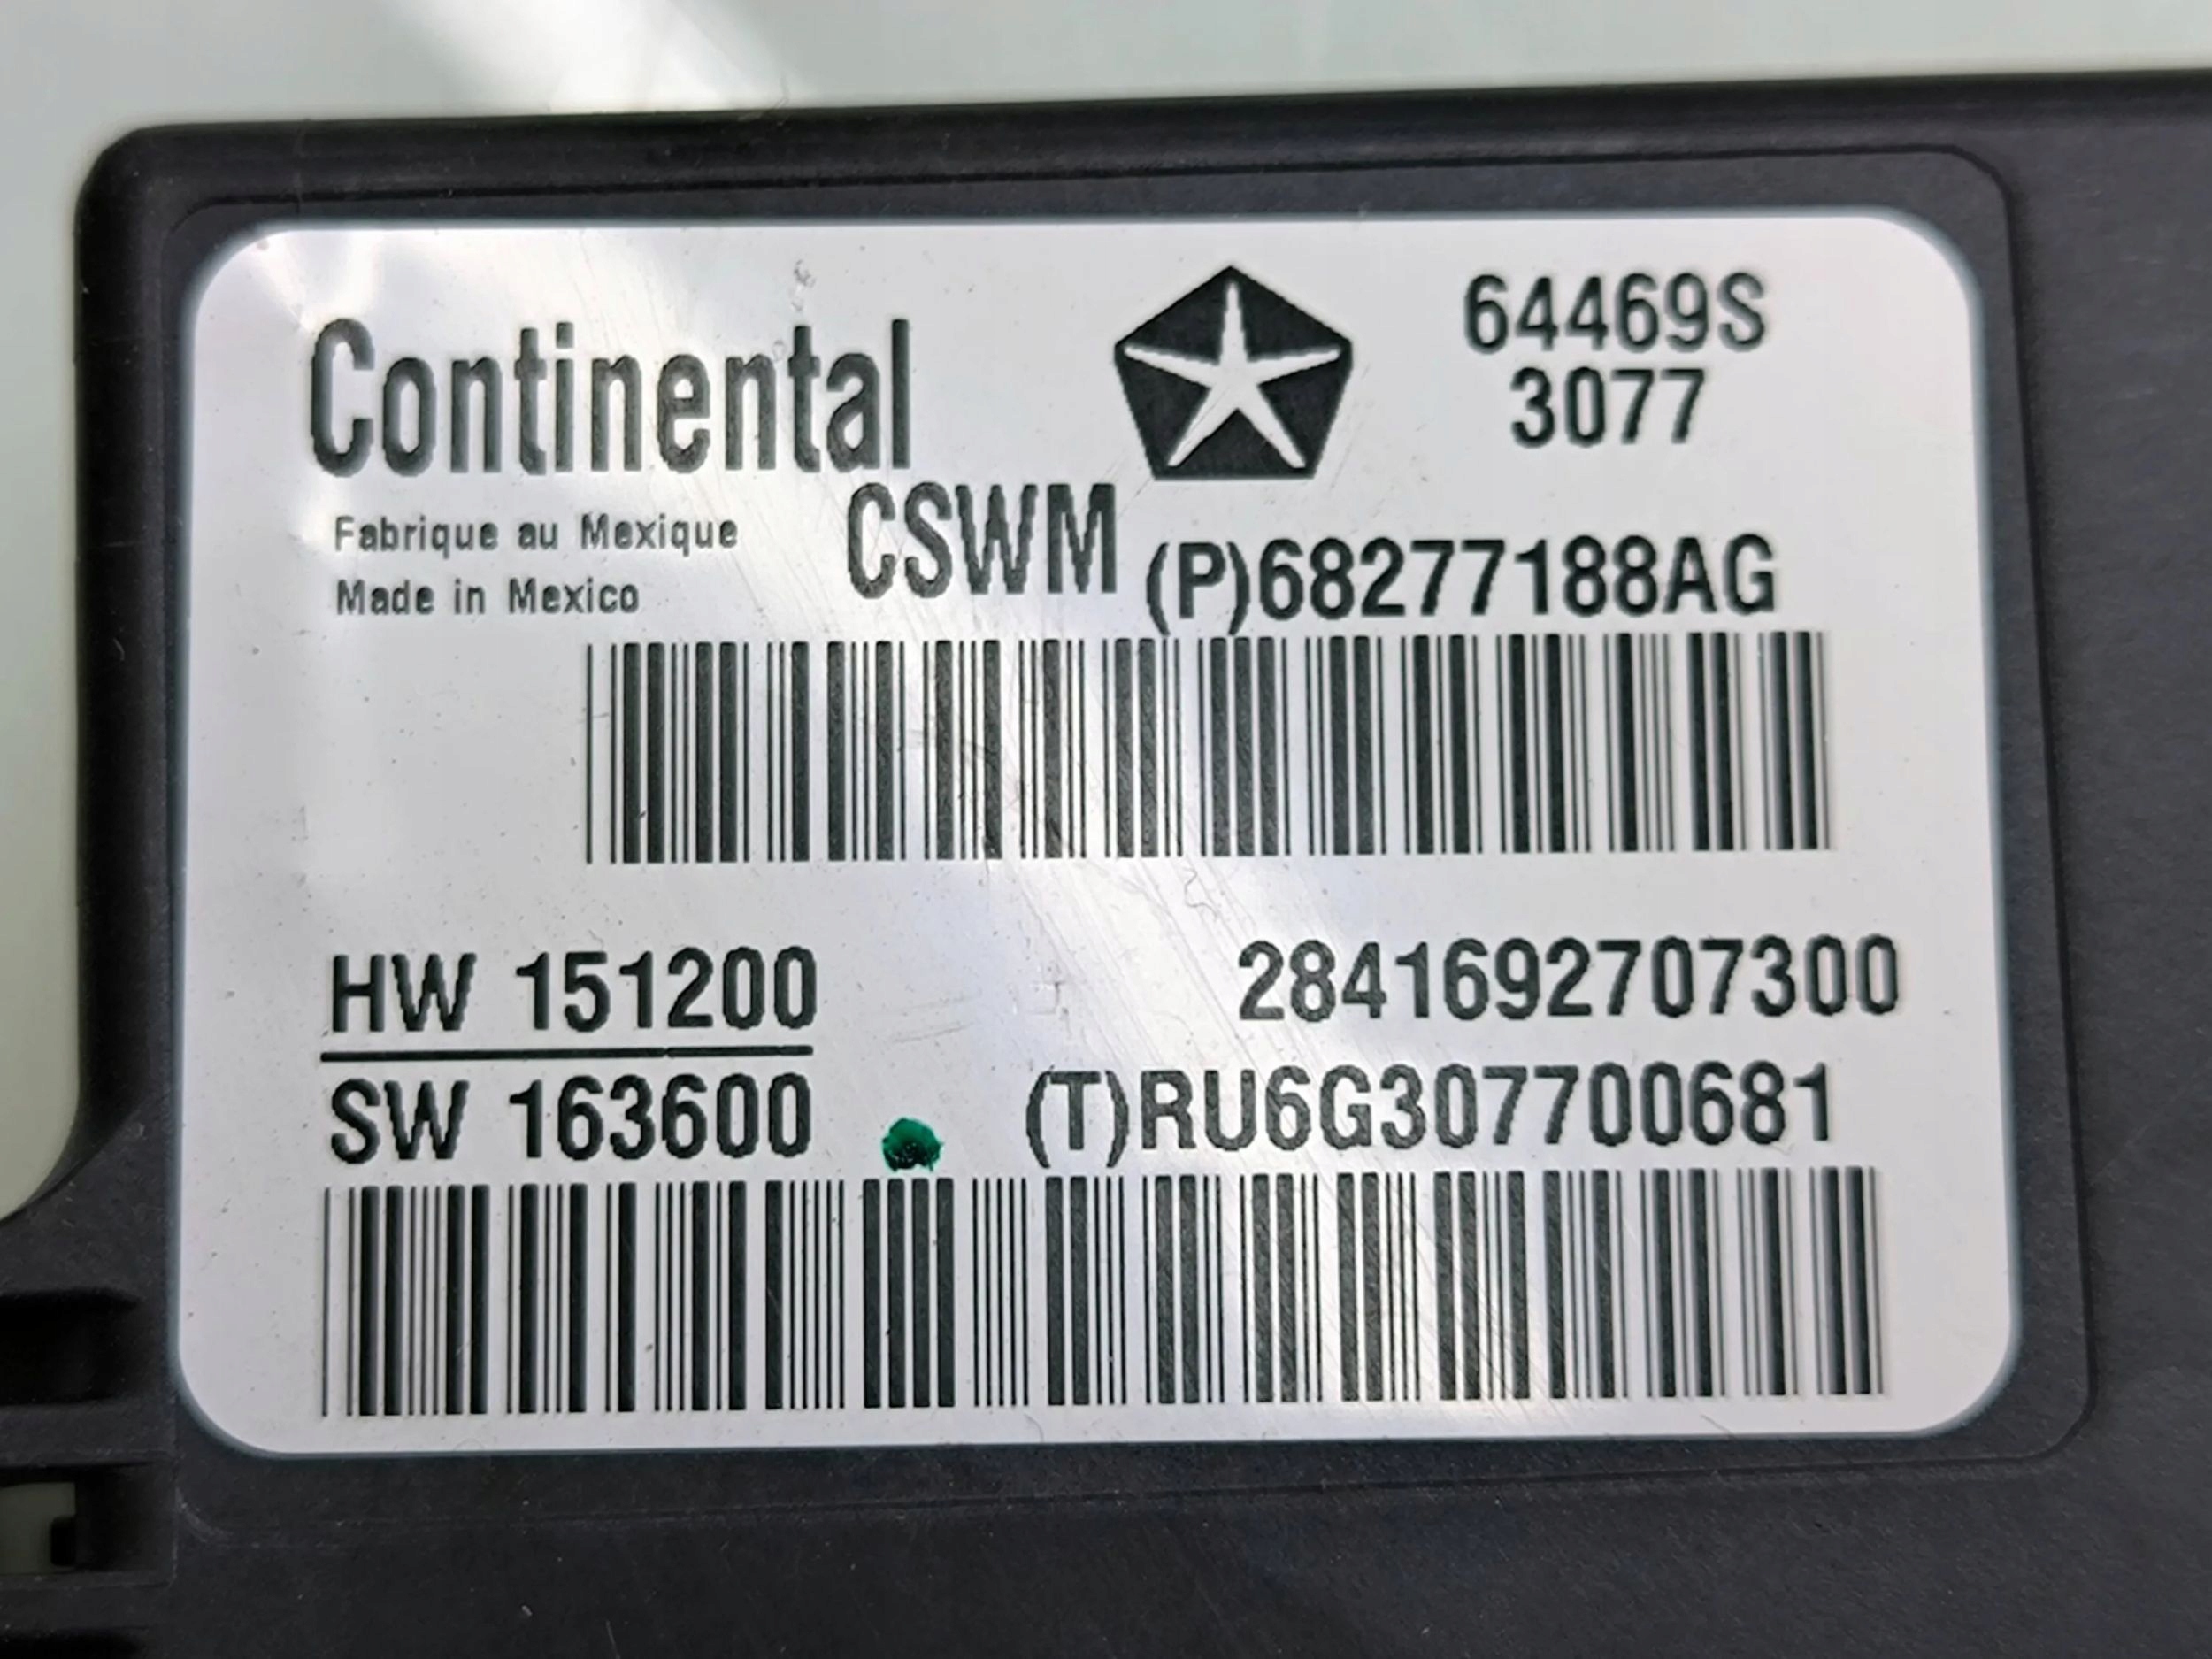 Continental
64469S
3077
Fabrique au Mexique
CSWM
Made in Mexico
(P)68277188AG
HW 151200
2841692707300
SW 163600
(T)RU6G307700681